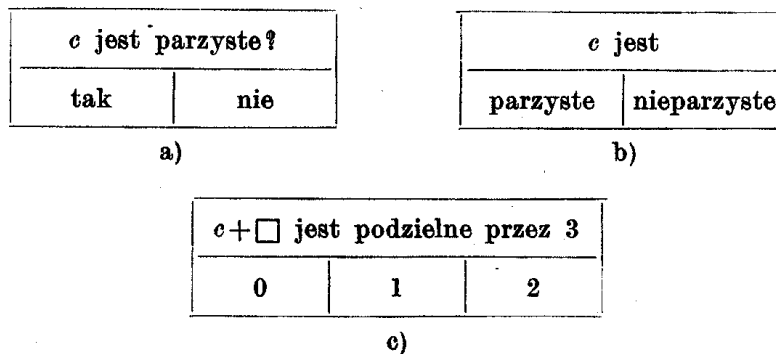 c jest parzyste?
tak nie
a)
c jest
parzyste nieparzyste
b)
c+□ jest podzielne przez 3
0 1 2
c)